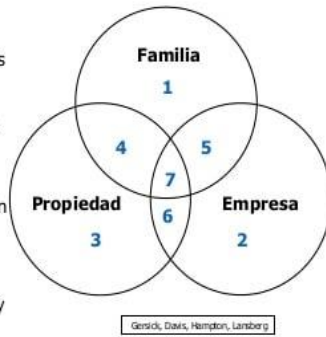 s
Familia
1
4
5
7
n
Propiedad
6
Empresa
3
2
y
Gersick, Davis, Hampton, Lansberg